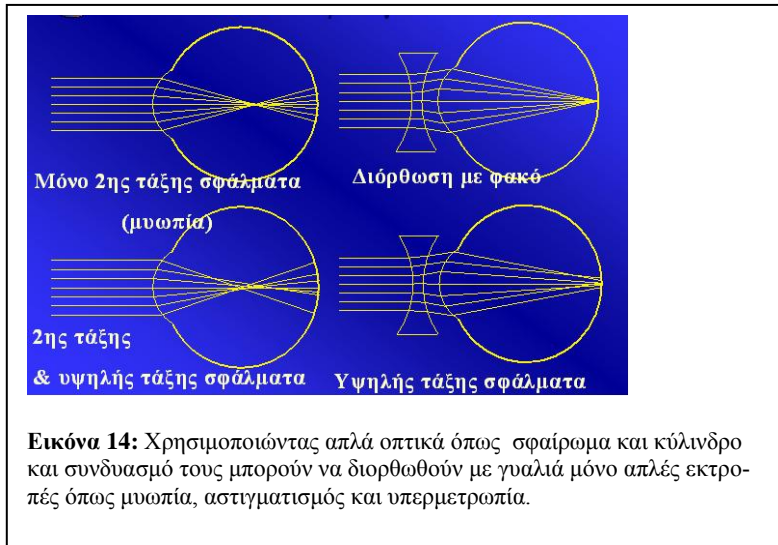 Μόνο 2ης τάξης σφάλματα
(μυωπία)
Διόρθωση με φακό
2ης τάξης
& υψηλής τάξης σφάλματα
Υψηλής τάξης σφάλματα
Εικόνα 14: Χρησιμοποιώντας απλά οπτικά όπως σφαίρωμα και κύλινδρο
και συνδυασμό τους μπορούν να διορθωθούν με γυαλιά μόνο απλές εκτρο-
πές όπως μυωπία, αστιγματισμός και υπερμετρωπία.